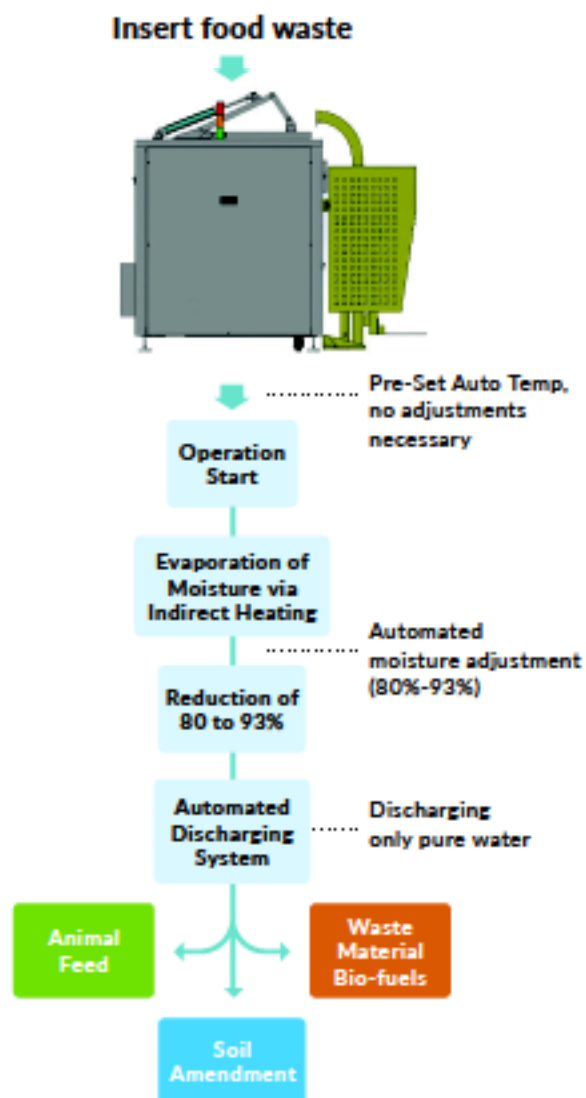 Insert food waste
Pre-Set Auto Temp,
no adjustments
necessary
Operation
Start
Evaporation of
Moisture via
Indirect Heating
Automated
moisture adjustment
(80%-93%)
Reduction of
80 to 93%
Automated
Discharging
System
Discharging
only pure water
Animal
Feed
Waste
Material
Bio-fuels
Soil
Amendment